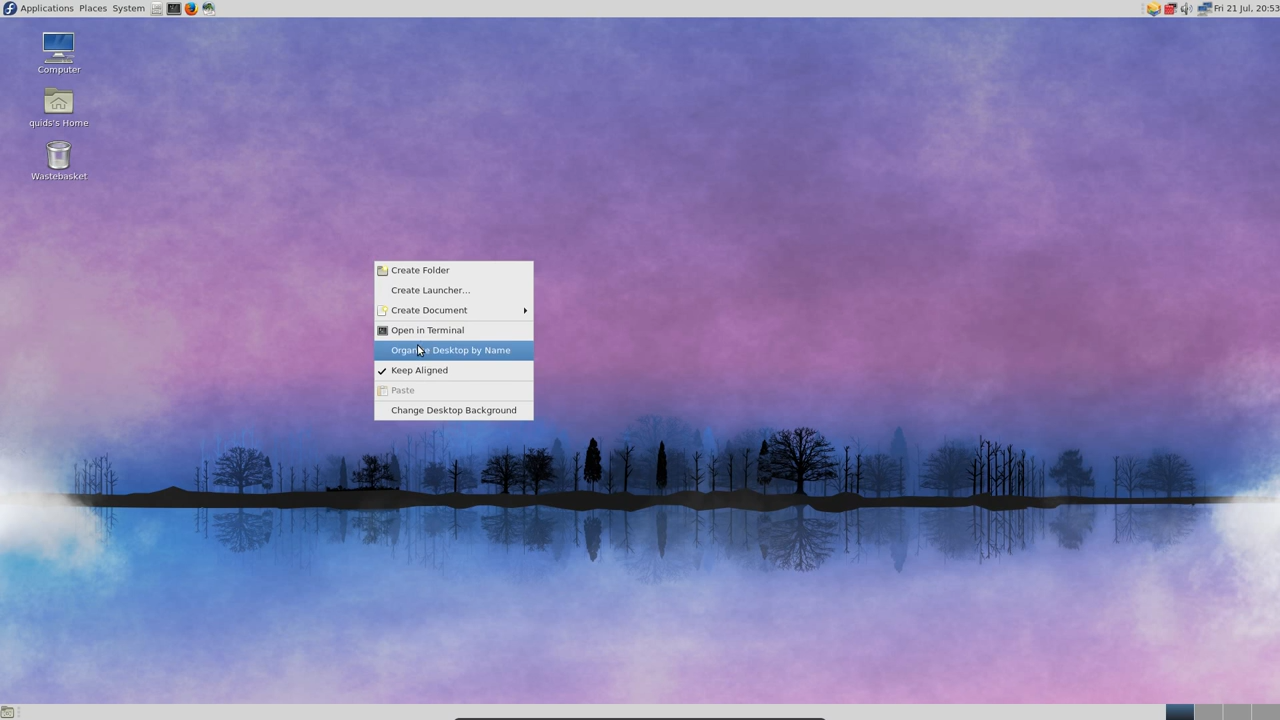 Applications Places System
Fri 21 Jul, 20:53
Computer
quids's Home
Wastebasket
Create Folder
Create Launcher...
Create Document
Open in Terminal
Organise Desktop by Name
Keep Aligned
Paste
Change Desktop Background